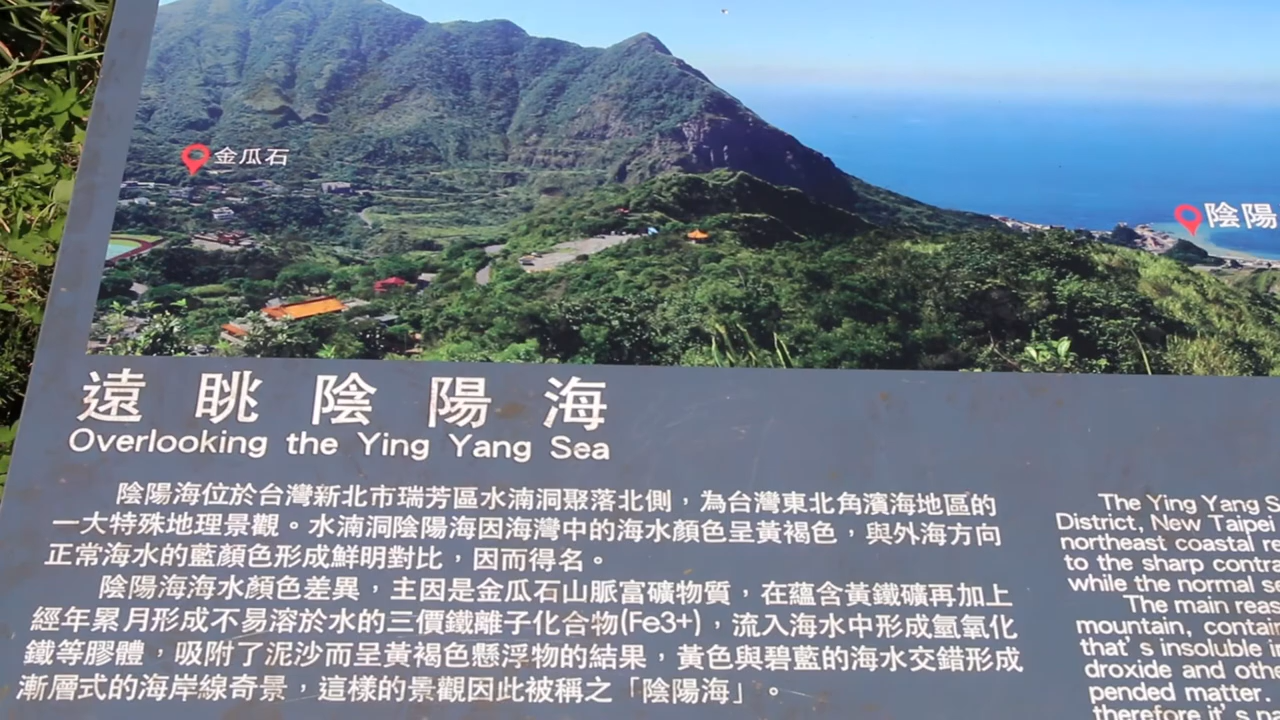 金瓜石
陰陽
遠眺陰陽海
Overlooking the Ying Yang Sea
陰陽海位於台灣新北市瑞芳區水湳洞聚落北側，為台灣東北角濱海地區的
一大特殊地理景觀。水湳洞陰陽海因海灣中的海水顏色呈黃褐色，與外海方向
正常海水的藍顏色形成鮮明對比，因而得名。
陰陽海海水顏色差異，主因是金瓜石山脈富礦物質，在蘊含黃鐵礦再加上
經年累月形成不易溶於水的三價鐵離子化合物(Fe3+)，流入海水中形成氫氧化
鐵等膠體，吸附了泥沙而呈黃褐色懸浮物的結果，黃色與碧藍的海水交錯形成
漸層式的海岸線奇景，這樣的景觀因此被稱之「陰陽海」。
The Ying Yang S
District, New Taipei
northeast coastal re
to the sharp contra
while the normal se
The main reas
mountain, contain
that's insoluble in
droxide and othe
pended matter.
therefore it's na